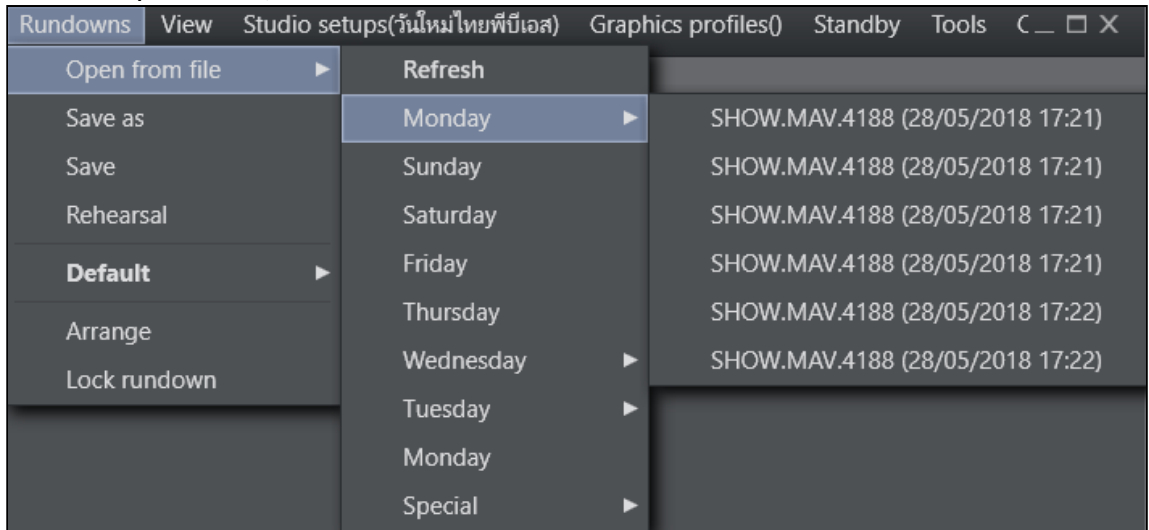 Rundowns View Studio setups(วันใหม่ไทยพีบีเอส) Graphics profiles() Standby Tools
Open from file
Save as
Save
Rehearsal
Default
Arrange
Lock rundown
Refresh
Monday
Sunday
Saturday
Friday
Thursday
Wednesday
Tuesday
Monday
Special
SHOW.MAV.4188 (28/05/2018 17:21)
SHOW.MAV.4188 (28/05/2018 17:21)
SHOW.MAV.4188 (28/05/2018 17:21)
SHOW.MAV.4188 (28/05/2018 17:21)
SHOW.MAV.4188 (28/05/2018 17:22)
SHOW.MAV.4188 (28/05/2018 17:22)